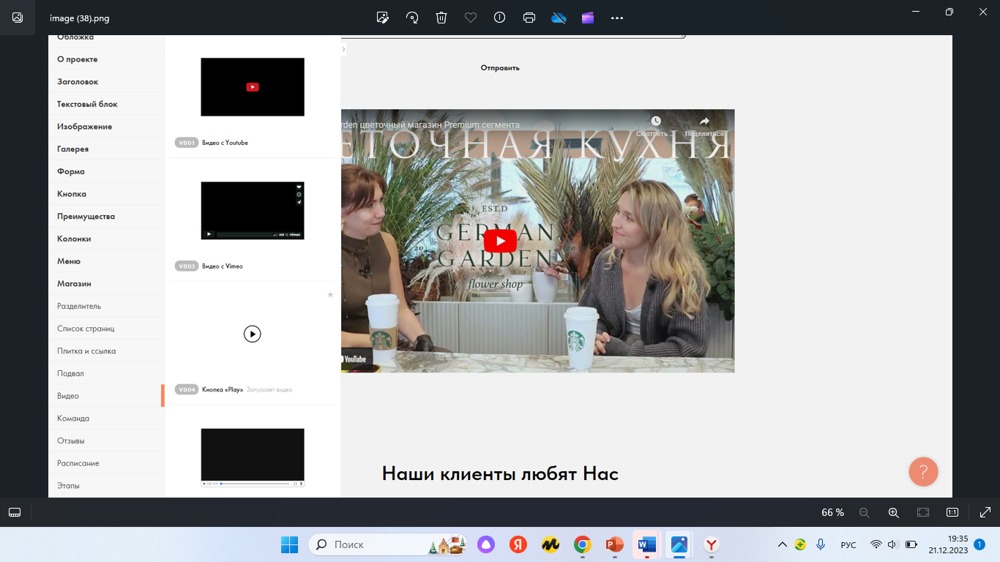 image (38).png
Обложка
О проекте
Заголовок
Текстовый блок
Изображение
Галерея
Форма
Кнопка
Преимущества
Колонки
Меню
Магазин
Разделитель
Список страниц
Плитка и ссылка
Подвал
Видео
Команда
Отзывы
Расписание
Этапы
VD01 Видео с Youtube
HD vimeo
VD03 Видео с Vimeo
VD04 Кнопка «Play» Запускает видео
Отправить
rden цветочный магазин Premium сегмента
Смотреть ...
Поделиться
ЕТОЧНАЯ КУХНЯ
EST.D
GERMAN
20 20
GARDEN
flower shop
YouTube
Наши клиенты любят Нас
?
66 %
1:1
Поиск
Я
РУС
19:35
21.12.2023
1